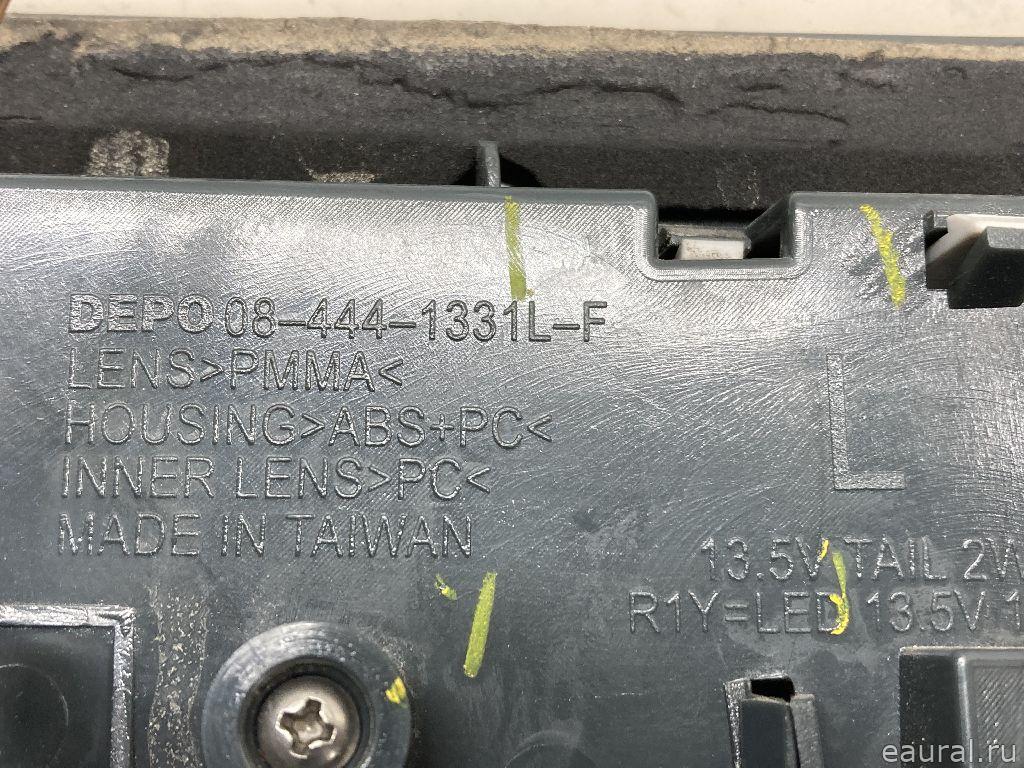 DEPO 08-444-1331L-F
LENS>PMMA<
HOUSING>ABS+PC<
INNER LENS>PC<
MADE IN TAIWAN
L
13.5V TAIL 2W
R1Y=LED 13.5V 1
eaural.ru